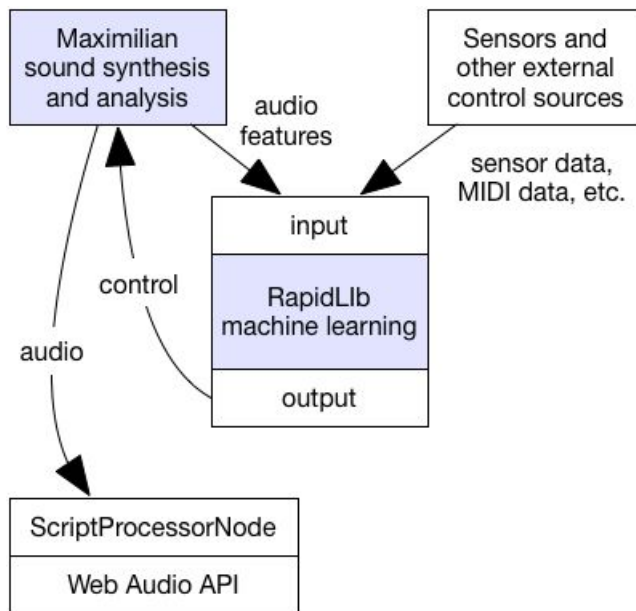 Maximilian
sound synthesis
and analysis
Sensors and
other external
control sources
audio
features
sensor data,
MIDI data, etc.
input
control
RapidLIb
machine learning
audio
output
ScriptProcessorNode
Web Audio API